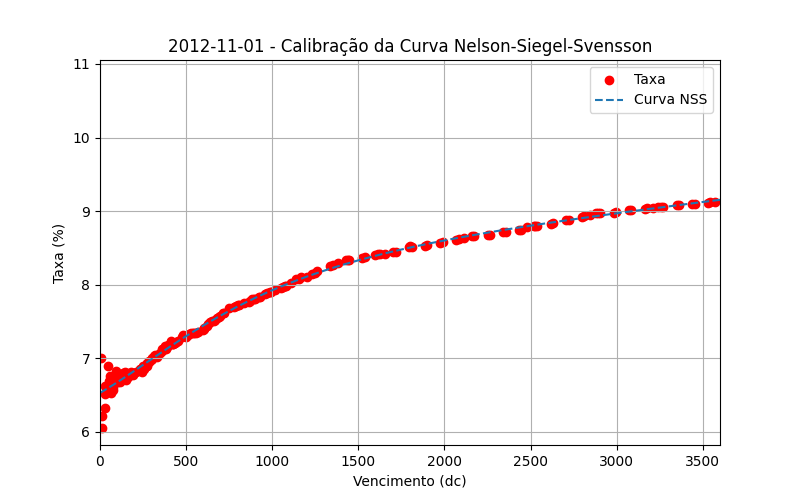 2012-11-01 - Calibração da Curva Nelson-Siegel-Svensson
Taxa
Curva NSS
Taxa (%)
11
10
9
8
7
6
0 500 1000 1500 2000 2500 3000 3500
Vencimento (dc)